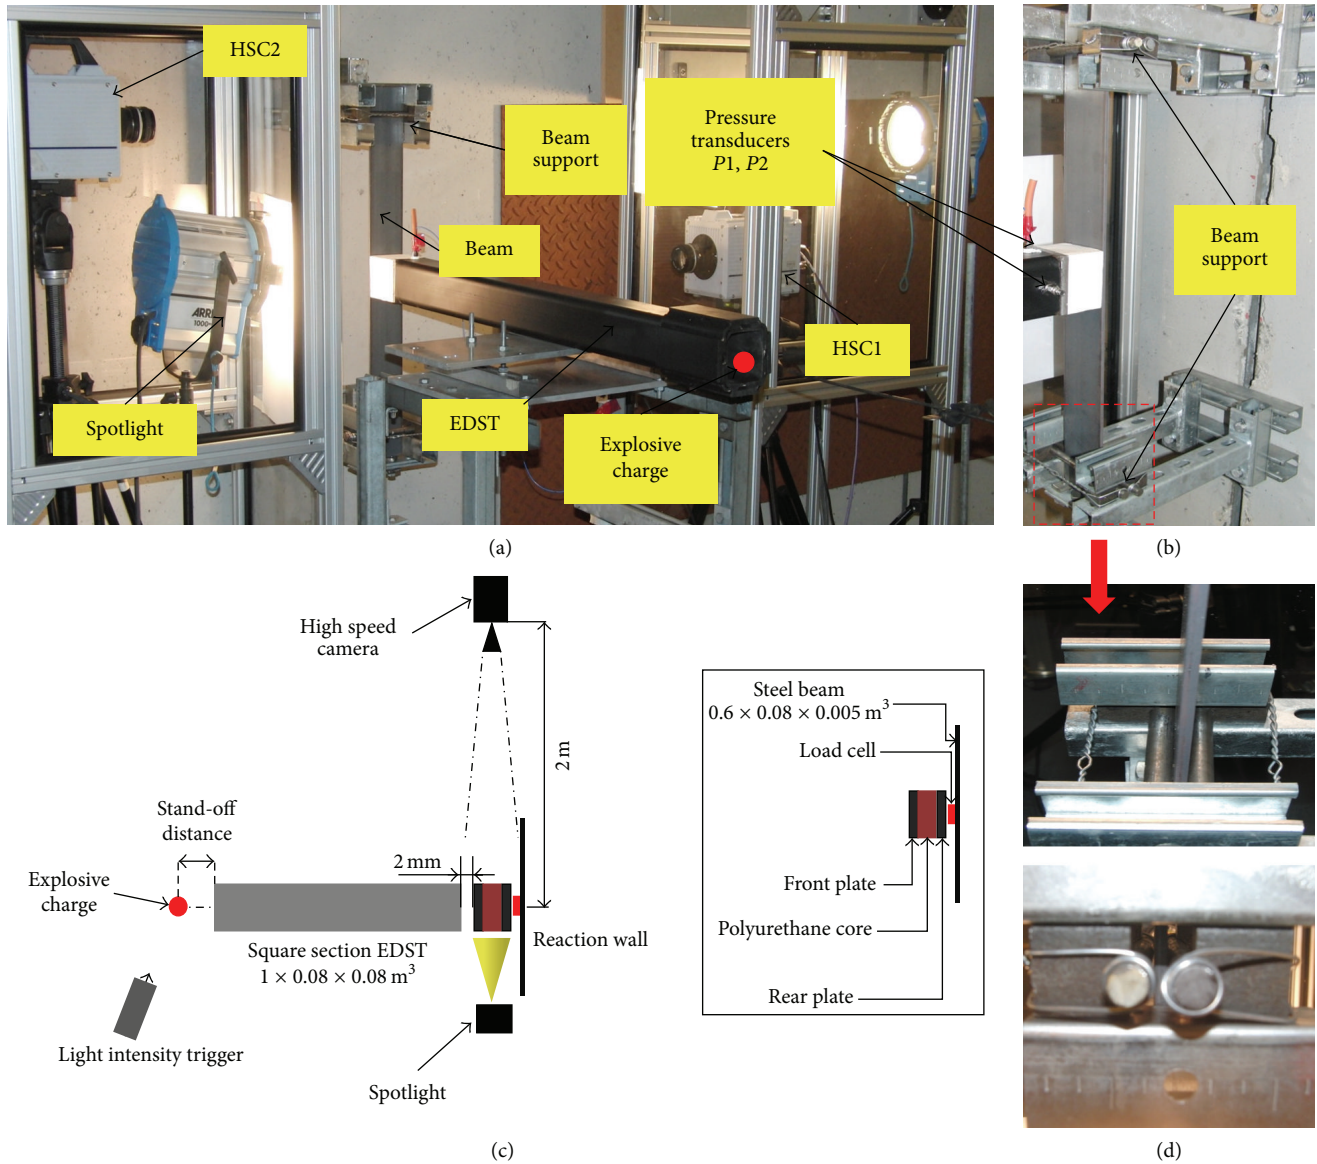 HSC2
Beam
support
Pressure
transducers
P1, P2
Beam
Beam
support
ARRI
1000
HSC1
Spotlight
EDST
Explosive
charge
(a)
(b)
High speed
camera
2 m
Stand-off
distance
2 mm
Explosive
charge
Square section EDST
1 × 0.08 × 0.08 m³
Reaction wall
Light intensity trigger
Spotlight
(c)
Steel beam
0.6 × 0.08 × 0.005 m³
Load cell
Front plate
Polyurethane core
Rear plate
(d)